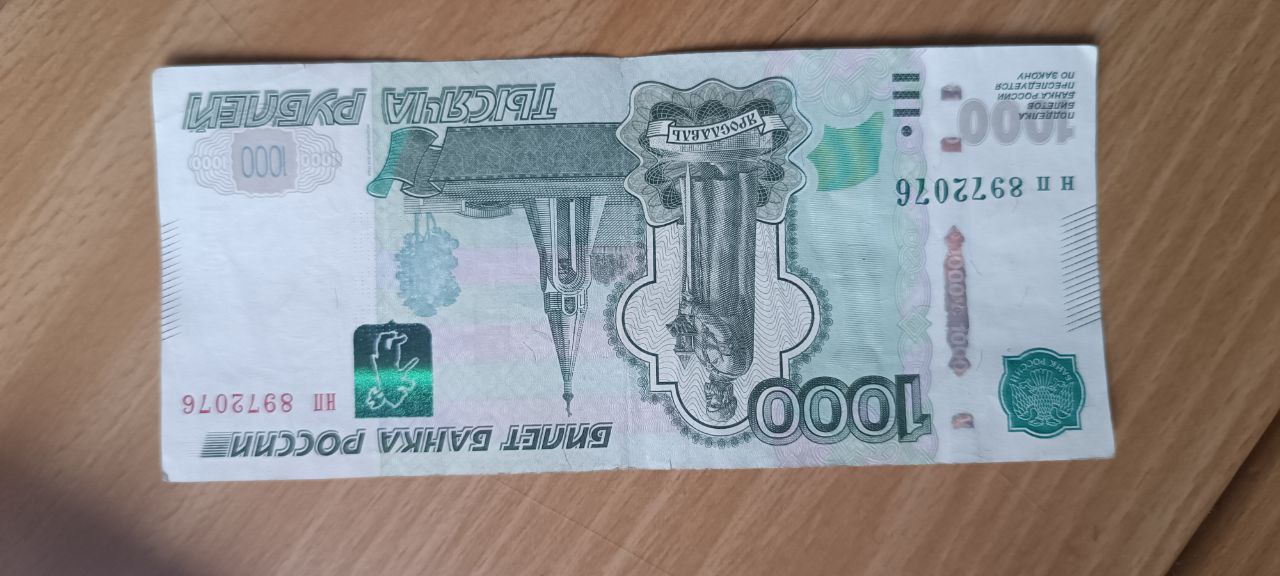 БИЛЕТ БАНКА РОССИИ
1000
БАНК РОССИИ
нп 8972076
нп 8972076
1000
ПОДДЕЛКА
БИЛЕТОВ
БАНКА РОССИИ
ПРЕСЛЕДУЕТСЯ
ПО ЗАКОНУ
ЯРОСЛАВЛЬ
1000 1000 1000
ТЫСЯЧА РУБЛЕЙ